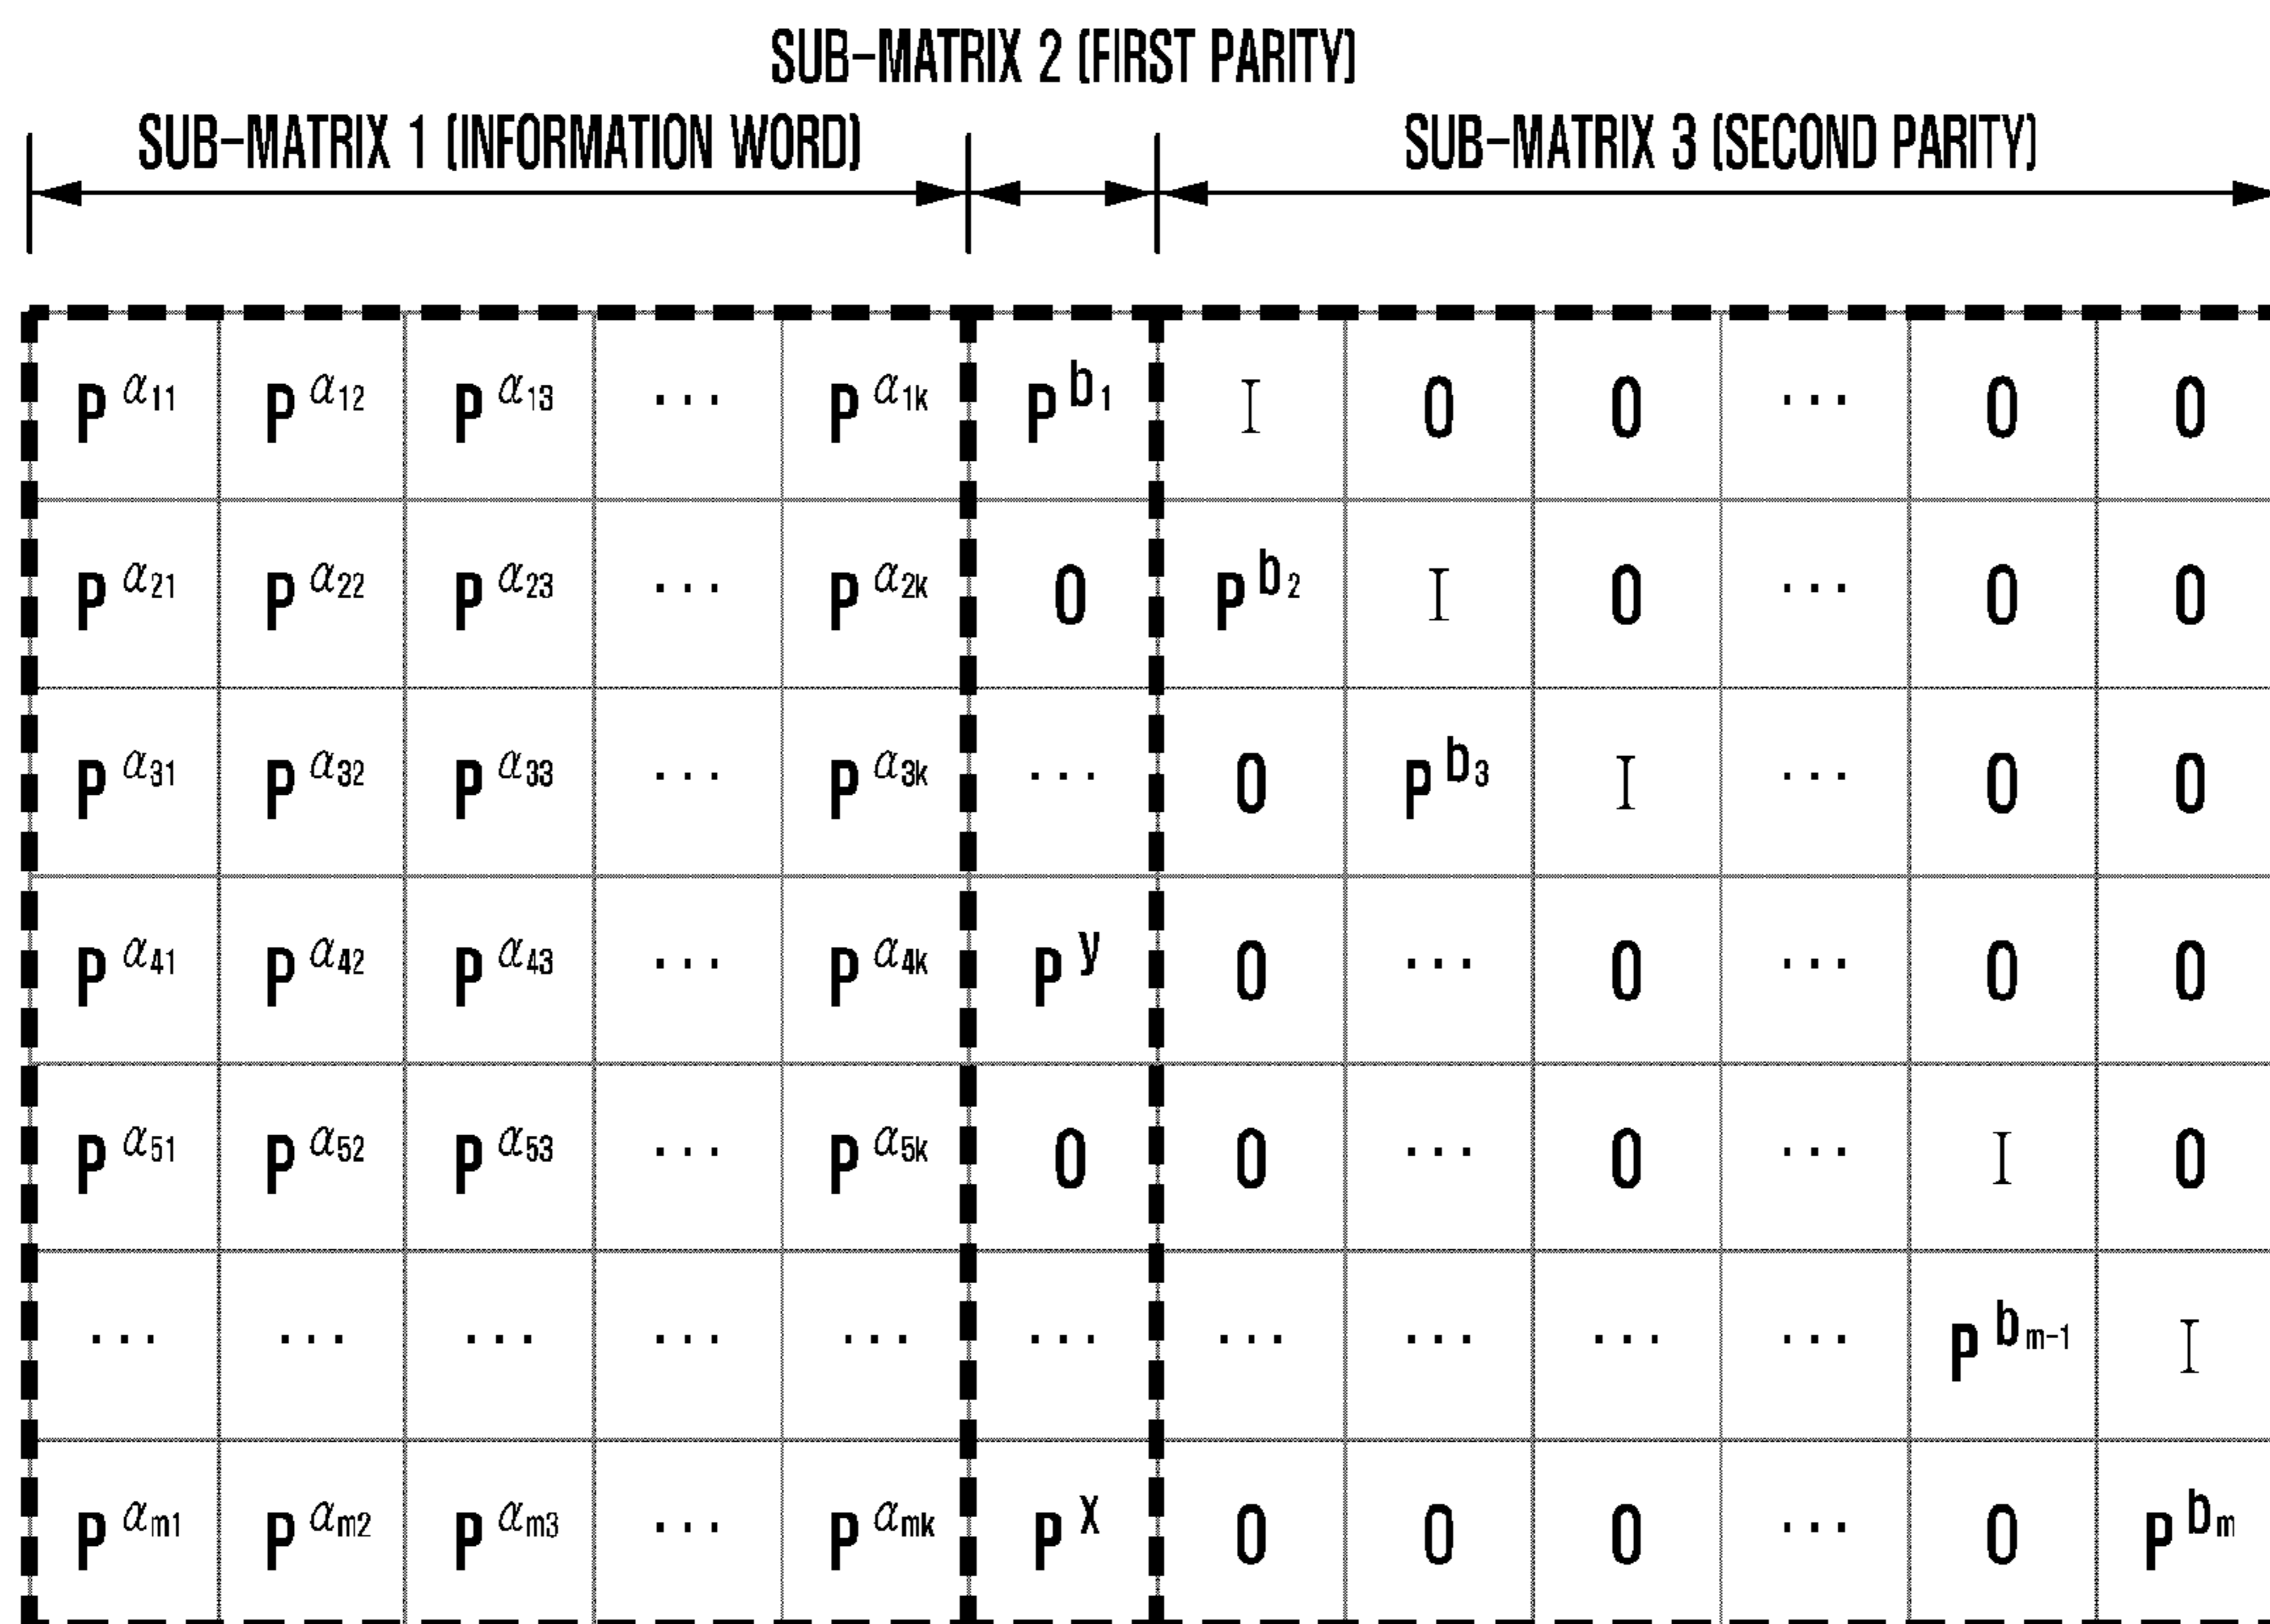 SUB-MATRIX 2 (FIRST PARITY)
SUB-MATRIX 1 (INFORMATION WORD) SUB-MATRIX 3 (SECOND PARITY)
P^α₁₁ P^α₁₂ P^α₁₃ ... P^α₁ₖ P^b₁ I 0 0 ... 0 0
P^α₂₁ P^α₂₂ P^α₂₃ ... P^α₂ₖ 0 P^b₂ I 0 ... 0 0
P^α₃₁ P^α₃₂ P^α₃₃ ... P^α₃ₖ ... 0 P^b₃ I ... 0 0
P^α₄₁ P^α₄₂ P^α₄₃ ... P^α₄ₖ P^y 0 ... 0 ... 0 0
P^α₅₁ P^α₅₂ P^α₅₃ ... P^α₅ₖ 0 0 ... 0 ... I 0
... ... ... ... ... ... ... ... ... ... P^bₘ₋₁ I
P^αₘ₁ P^αₘ₂ P^αₘ₃ ... P^αₘₖ P^x 0 0 0 ... 0 P^bₘ